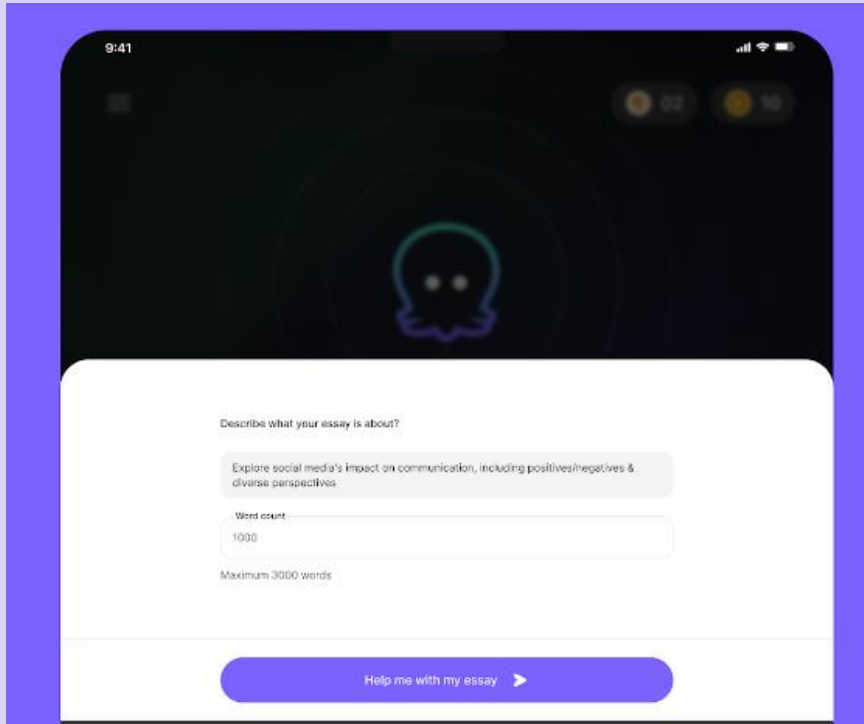 9:41
02
10
Describe what your essay is about?
Explore social media's impact on communication, including positives/negatives &
diverse perspectives
Word count
1000
Maximum 3000 words
Help me with my essay